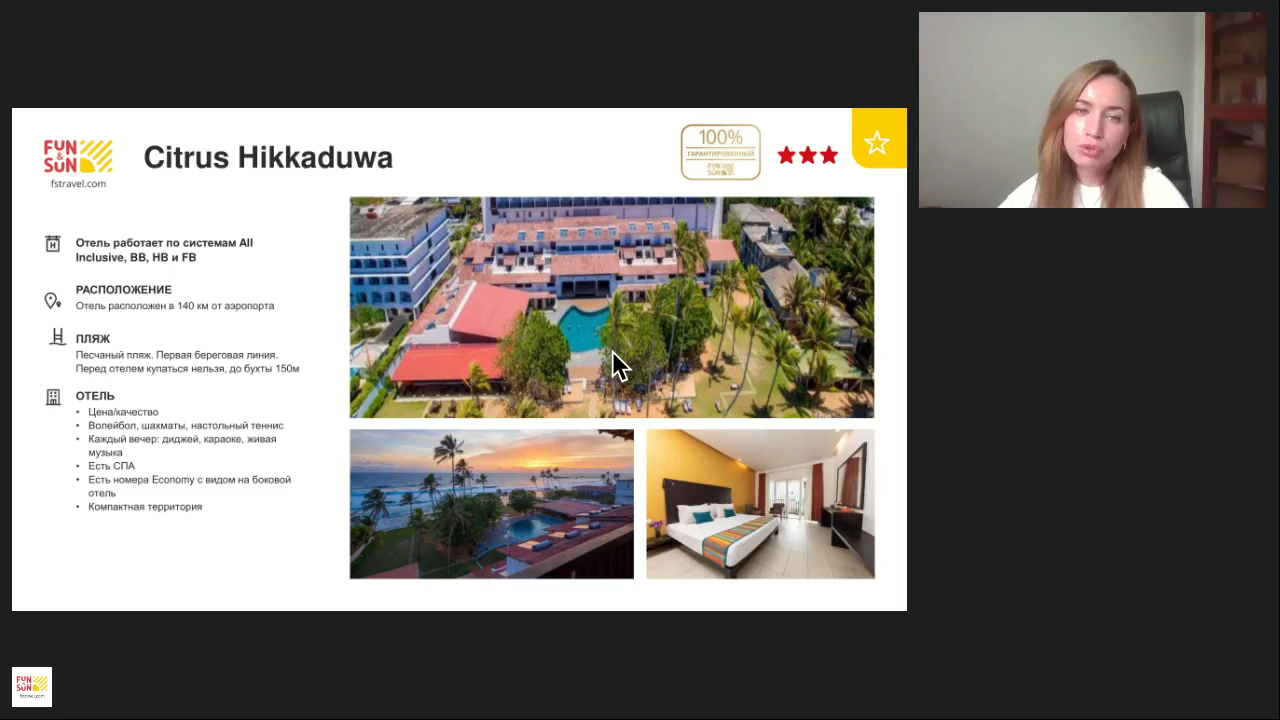 FUN
&
SUN
fstravel.com
Citrus Hikkaduwa
100%
ГАРАНТИРОВАННЫЙ
FUN
&
SUN
Отель работает по системам All
Inclusive, BB, HB и FB
РАСПОЛОЖЕНИЕ
Отель расположен в 140 км от аэропорта
ПЛЯЖ
Песчаный пляж. Первая береговая линия.
Перед отелем купаться нельзя, до бухты 150м
ОТЕЛЬ
• Цена/качество
• Волейбол, шахматы, настольный теннис
• Каждый вечер: диджей, караоке, живая
музыка
• Есть СПА
• Есть номера Economy с видом на боковой
отель
• Компактная территория
FUN
&
SUN
fstravel.com